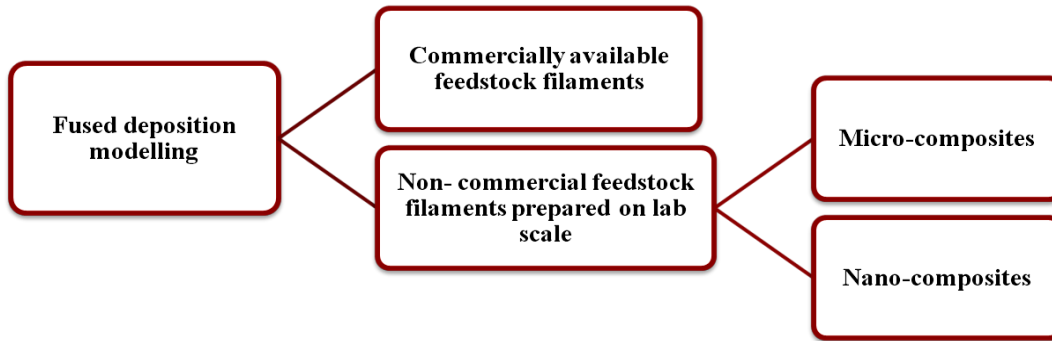 Fused deposition
modelling
Commercially available
feedstock filaments
Non- commercial feedstock
filaments prepared on lab
scale
Micro-composites
Nano-composites